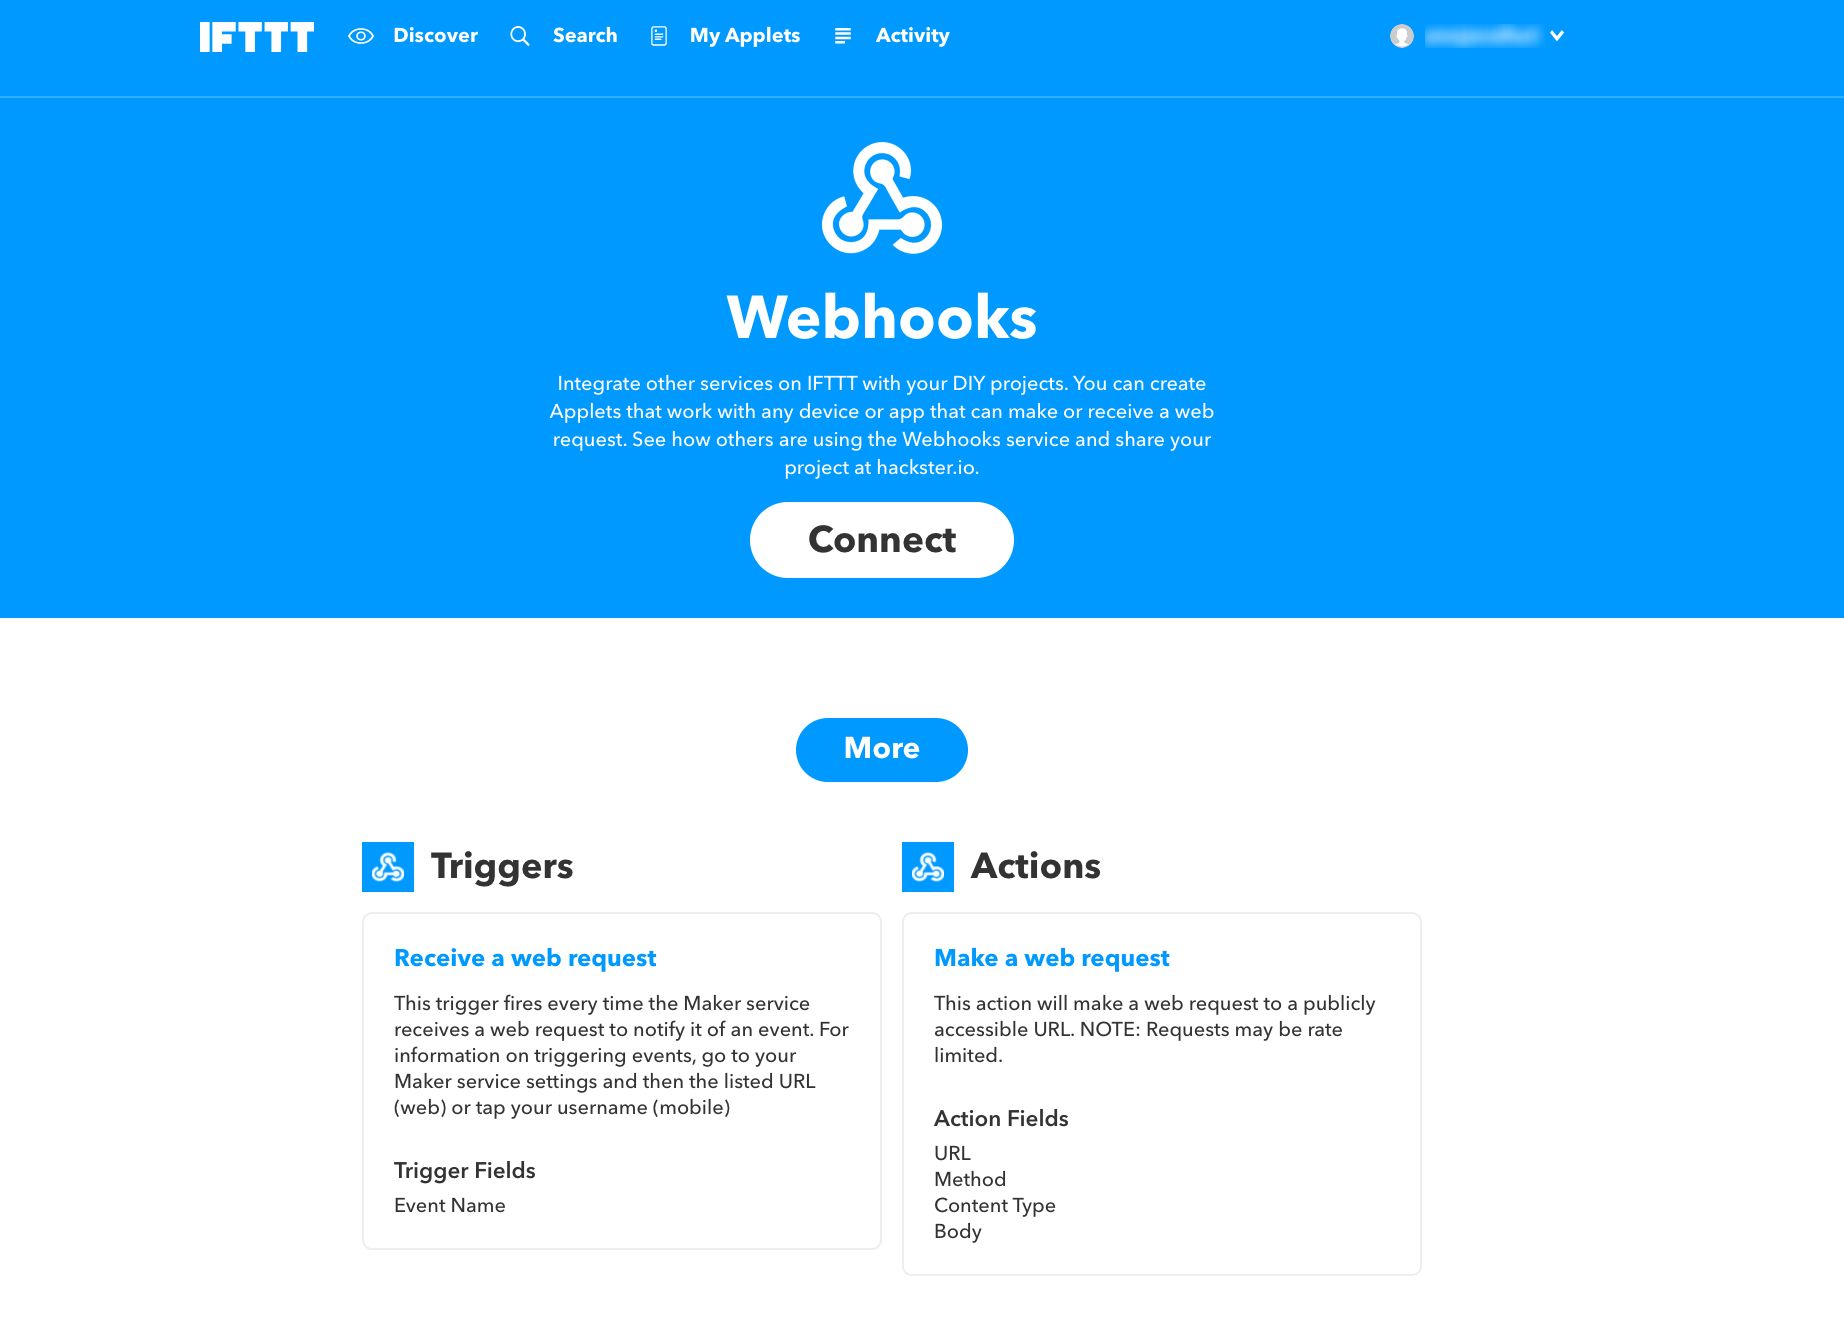 IFTTT Discover Search My Applets Activity
Webhooks
Integrate other services on IFTTT with your DIY projects. You can create
Applets that work with any device or app that can make or receive a web
request. See how others are using the Webhooks service and share your
project at hackster.io.
Connect
More
Triggers
Receive a web request
This trigger fires every time the Maker service
receives a web request to notify it of an event. For
information on triggering events, go to your
Maker service settings and then the listed URL
(web) or tap your username (mobile)
Trigger Fields
Event Name
Actions
Make a web request
This action will make a web request to a publicly
accessible URL. NOTE: Requests may be rate
limited.
Action Fields
URL
Method
Content Type
Body